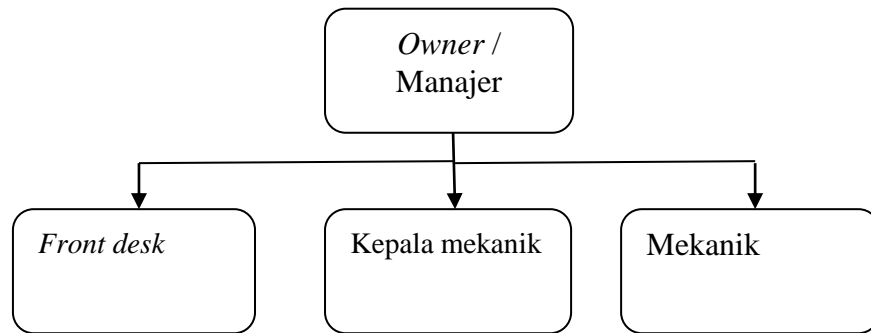 Owner /
Manajer
Front desk
Kepala mekanik
Mekanik